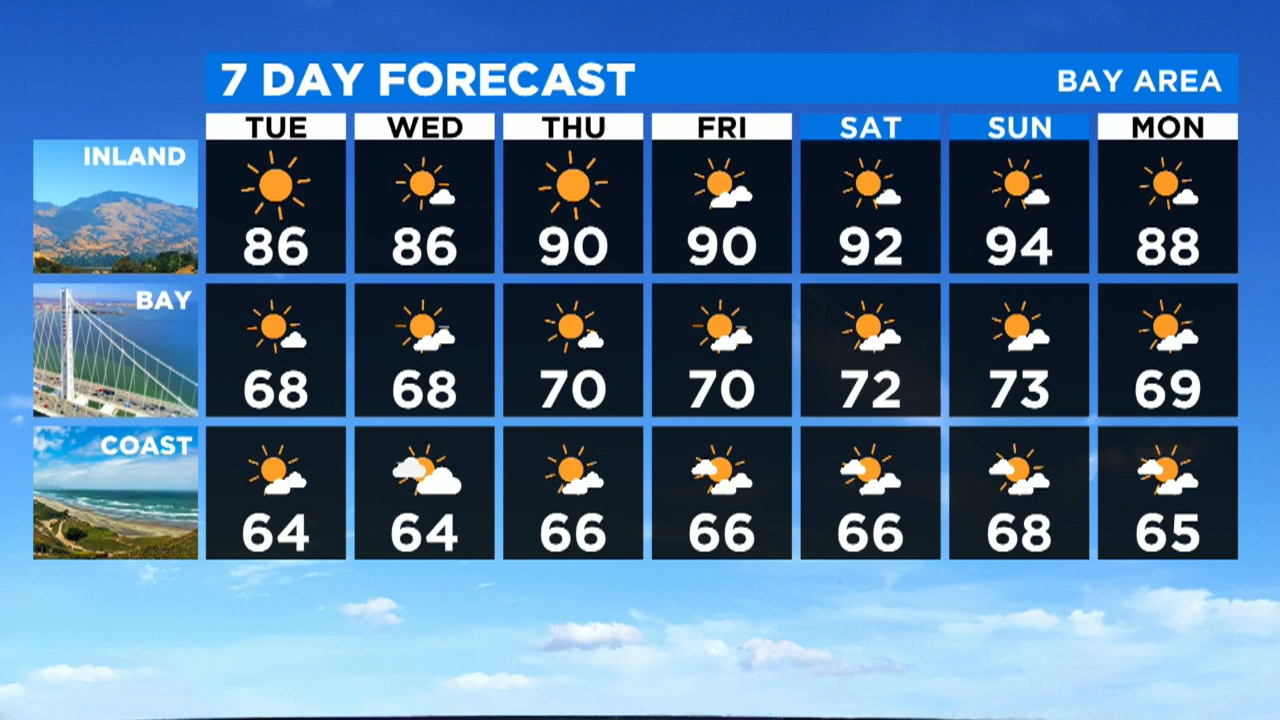 7 DAY FORECAST BAY AREA
TUE WED THU FRI SAT SUN MON
INLAND
86 86 90 90 92 94 88
BAY
68 68 70 70 72 73 69
COAST
64 64 66 66 66 68 65